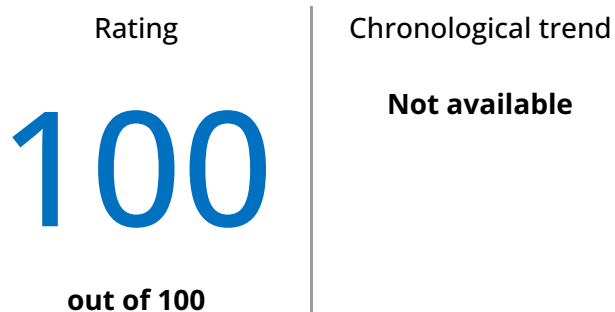 Rating
100
out of 100
Chronological trend
Not available